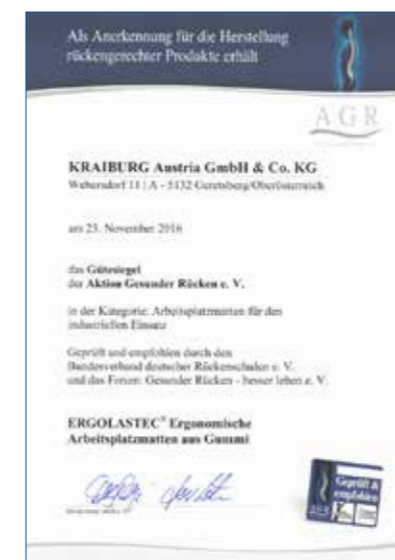 Als Anerkennung für die Herstellung
rückengerechter Produkte erhält
AGR
KRAIBURG Austria GmbH & Co. KG
Webersdorf 11 | A - 5132 Geretsberg/Oberösterreich
am 23. November 2016
das Gütesiegel
der Aktion Gesunder Rücken e. V.
in der Kategorie: Arbeitsplatzmatten für den
industriellen Einsatz
Geprüft und empfohlen durch den
Bundesverband deutscher Rückenschulen e. V.
und das Forum: Gesunder Rücken - besser leben e. V.
ERGOLASTEC® Ergonomische
Arbeitsplatzmatten aus Gummi
Geprüft &
empfohlen
AGR